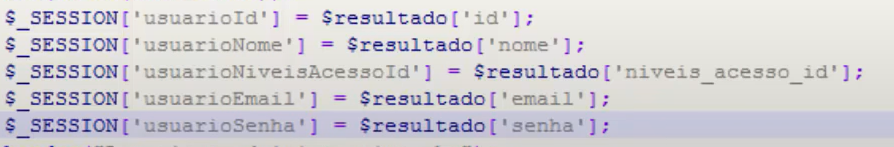 $_SESSION['usuarioId'] = $resultado['id'];
$_SESSION['usuarioNome'] = $resultado['nome'];
$_SESSION['usuarioNiveisAcessoId'] = $resultado['niveis_acesso_id'];
$_SESSION['usuarioEmail'] = $resultado['email'];
$_SESSION['usuarioSenha'] = $resultado['senha'];